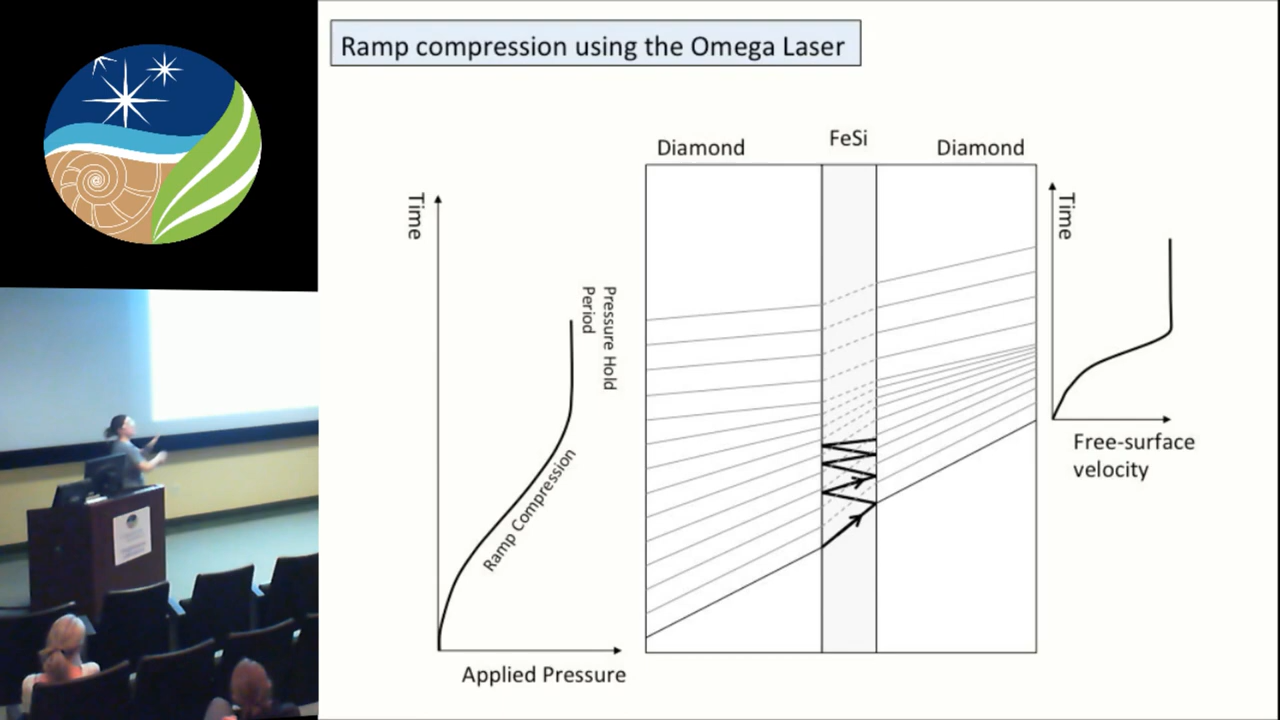 Ramp compression using the Omega Laser
Diamond
FeSi
Diamond
Time
Pressure Hold
Period
Ramp Compression
Applied Pressure
Time
Free-surface
velocity